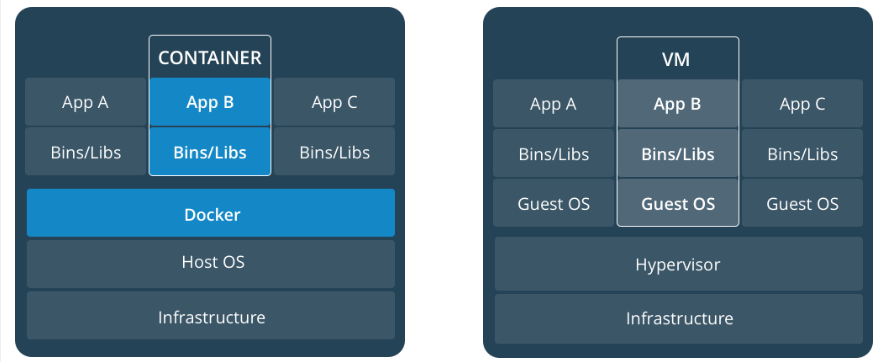 CONTAINER
App A App B App C
Bins/Libs Bins/Libs Bins/Libs
Docker
Host OS
Infrastructure
VM
App A App B App C
Bins/Libs Bins/Libs Bins/Libs
Guest OS Guest OS Guest OS
Hypervisor
Infrastructure